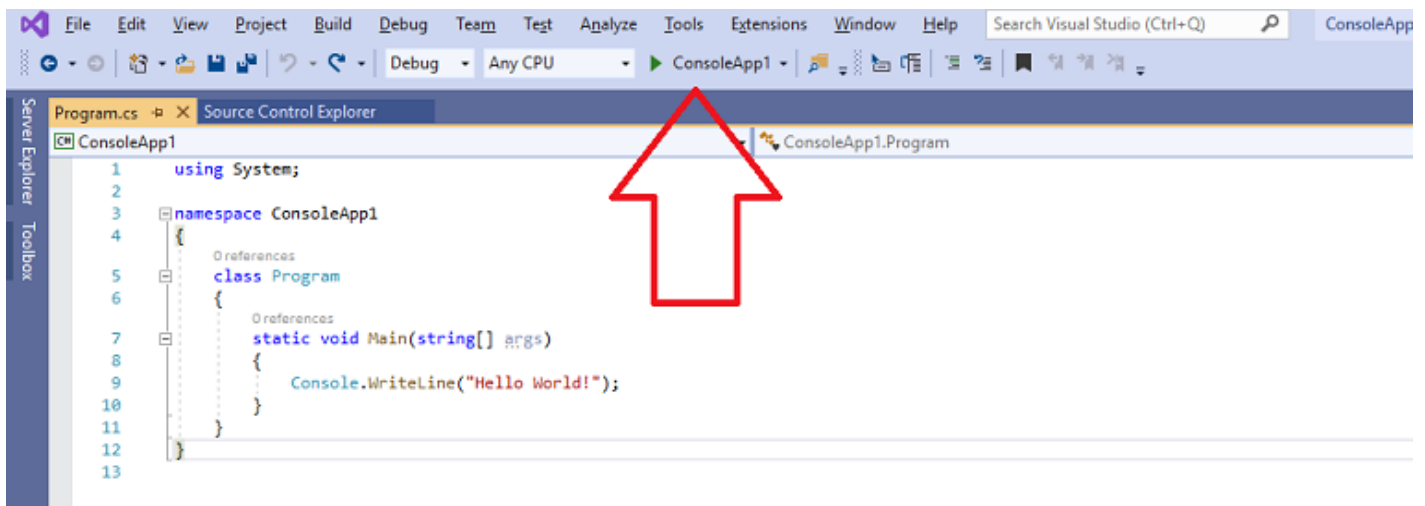 File Edit View Project Build Debug Team Test Analyze Tools Extensions Window Help Search Visual Studio (Ctrl+Q) ConsoleApp
Debug Any CPU ConsoleApp1
Server Explorer
Toolbox
Program.cs Source Control Explorer
C# ConsoleApp1 ConsoleApp1.Program
1 using System;
2
3 namespace ConsoleApp1
4 {
0 references
5 class Program
6 {
0 references
7 static void Main(string[] args)
8 {
9 Console.WriteLine("Hello World!");
10 }
11 }
12 }
13